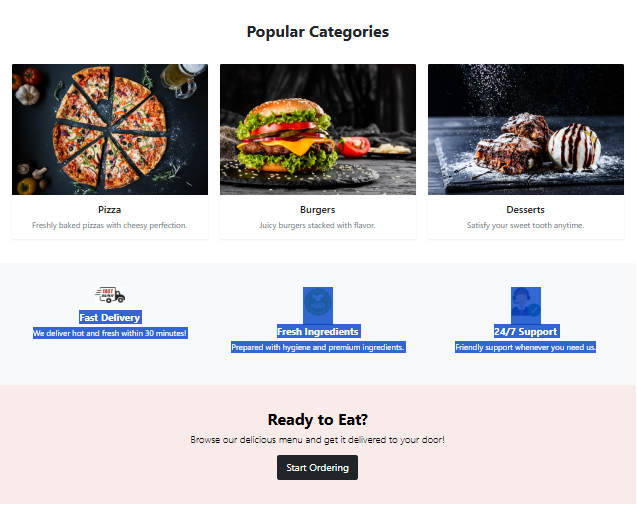 Popular Categories
Pizza
Freshly baked pizzas with cheesy perfection.
Burgers
Juicy burgers stacked with flavor.
Desserts
Satisfy your sweet tooth anytime.
FAST
Fast Delivery
We deliver hot and fresh within 30 minutes!
Fresh Ingredients
Prepared with hygiene and premium ingredients.
24/7 Support
Friendly support whenever you need us.
Ready to Eat?
Browse our delicious menu and get it delivered to your door!
Start Ordering